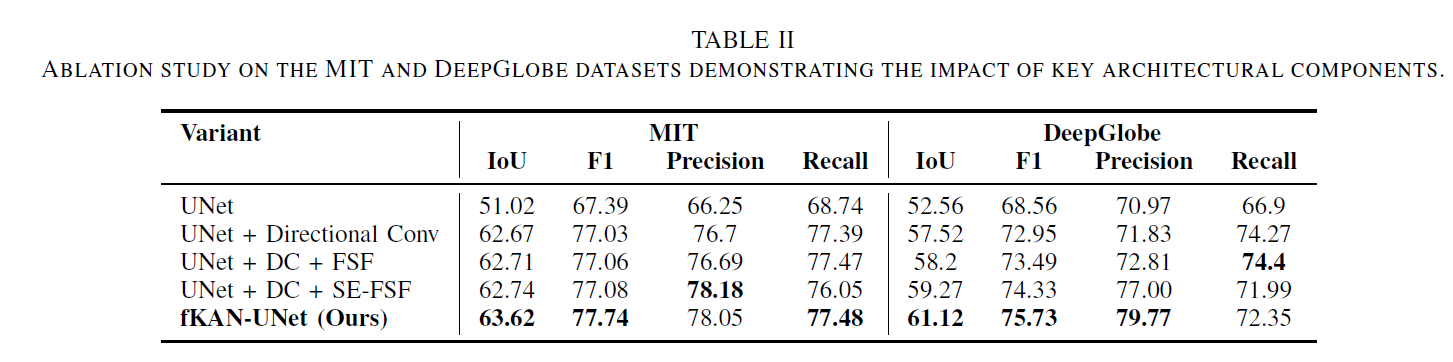 TABLE II
ABLATION STUDY ON THE MIT AND DEEPGLOBE DATASETS DEMONSTRATING THE IMPACT OF KEY ARCHITECTURAL COMPONENTS.
Variant MIT DeepGlobe
IoU F1 Precision Recall IoU F1 Precision Recall
UNet 51.02 67.39 66.25 68.74 52.56 68.56 70.97 66.9
UNet + Directional Conv 62.67 77.03 76.7 77.39 57.52 72.95 71.83 74.27
UNet + DC + FSF 62.71 77.06 76.69 77.47 58.2 73.49 72.81 74.4
UNet + DC + SE-FSF 62.74 77.08 78.18 76.05 59.27 74.33 77.00 71.99
fKAN-UNet (Ours) 63.62 77.74 78.05 77.48 61.12 75.73 79.77 72.35